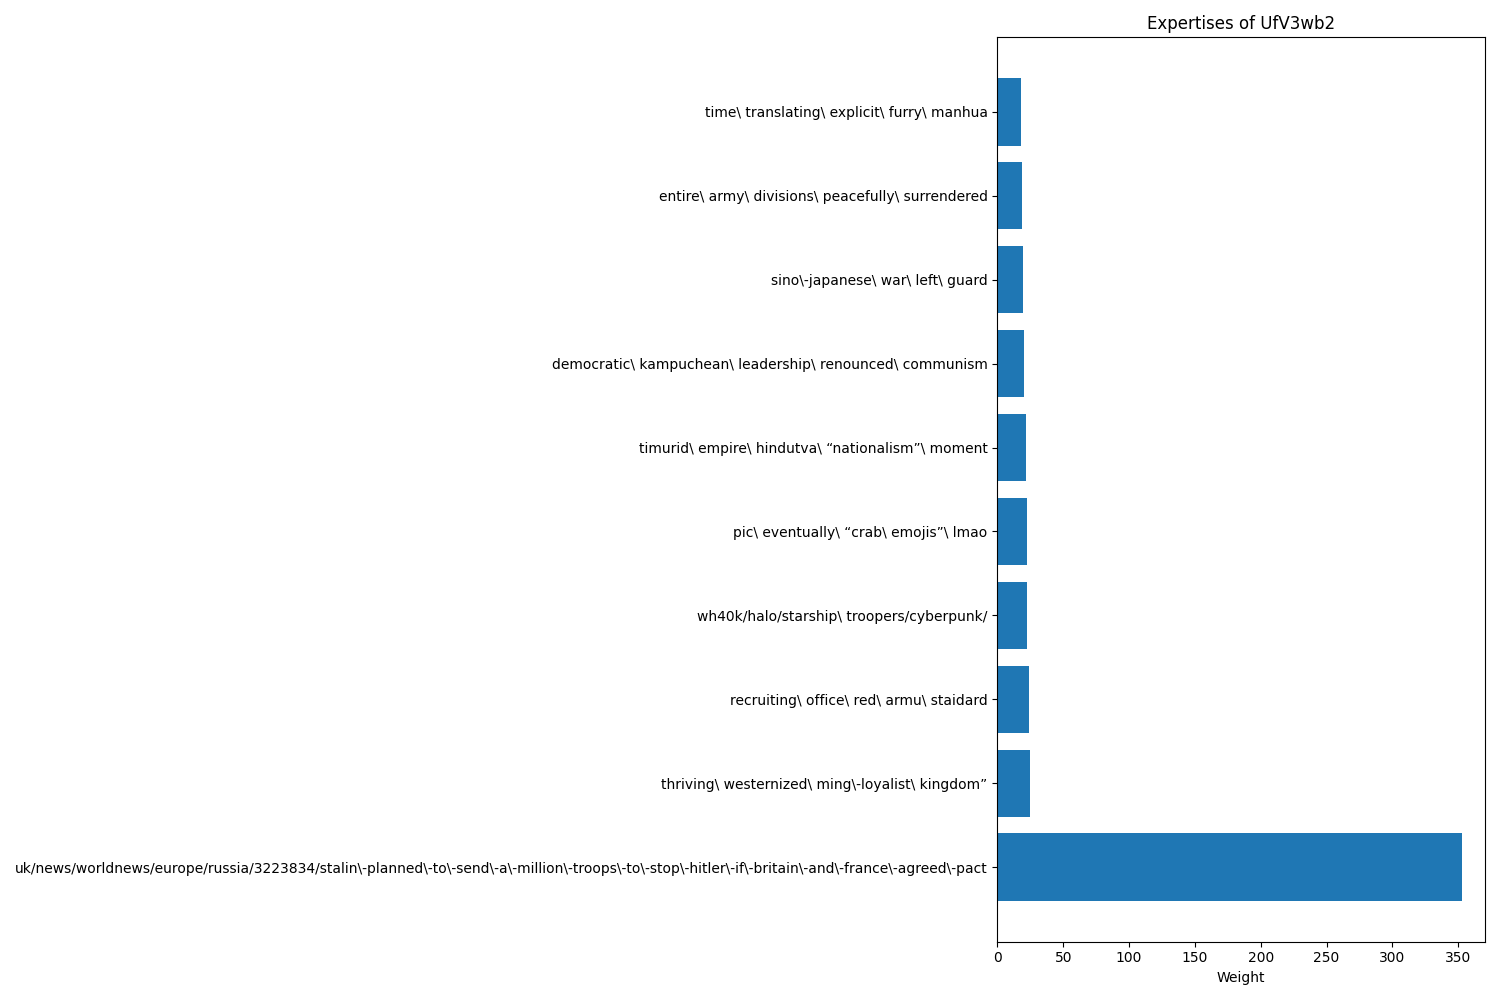 Expertises of UfV3wb2
time\ translating\ explicit\ furry\ manhua
entire\ army\ divisions\ peacefully\ surrendered
sino\-japanese\ war\ left\ guard
democratic\ kampuchean\ leadership\ renounced\ communism
timurid\ empire\ hindutva\ “nationalism”\ moment
pic\ eventually\ “crab\ emojis”\ lmao
wh40k/halo/starship\ troopers/cyberpunk/
recruiting\ office\ red\ armu\ staidard
thriving\ westernized\ ming\-loyalist\ kingdom”
uk/news/worldnews/europe/russia/3223834/stalin\-planned\-to\-send\-a\-million\-troops\-to\-stop\-hitler\-if\-britain\-and\-france\-agreed\-pact
0 50 100 150 200 250 300 350
Weight